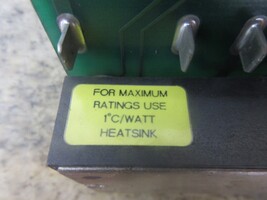 FOR MAXIMUM
RATINGS USE
1°C/WATT
HEATSINK